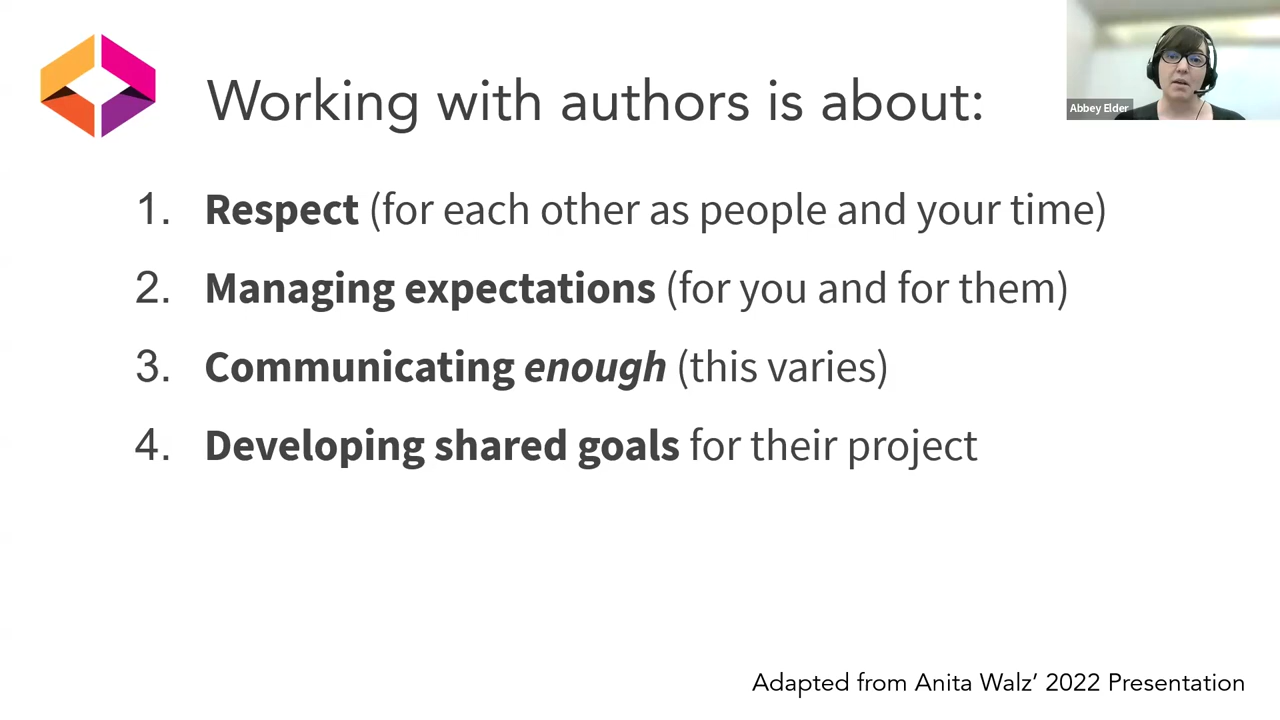 Working with authors is about:
Abbey Elder
1. Respect (for each other as people and your time)
2. Managing expectations (for you and for them)
3. Communicating enough (this varies)
4. Developing shared goals for their project
Adapted from Anita Walz’ 2022 Presentation